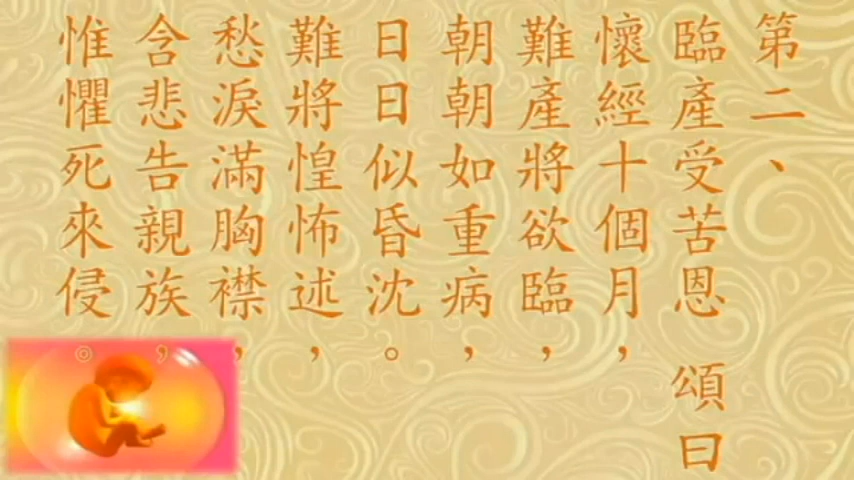 第二、
臨產受苦恩 頌曰
懷經十個月，
難產將欲臨，
朝朝如重病，
日日似昏沈。
難將惶怖述，
愁淚滿胸襟，
含悲告親族，
惟懼死來侵。